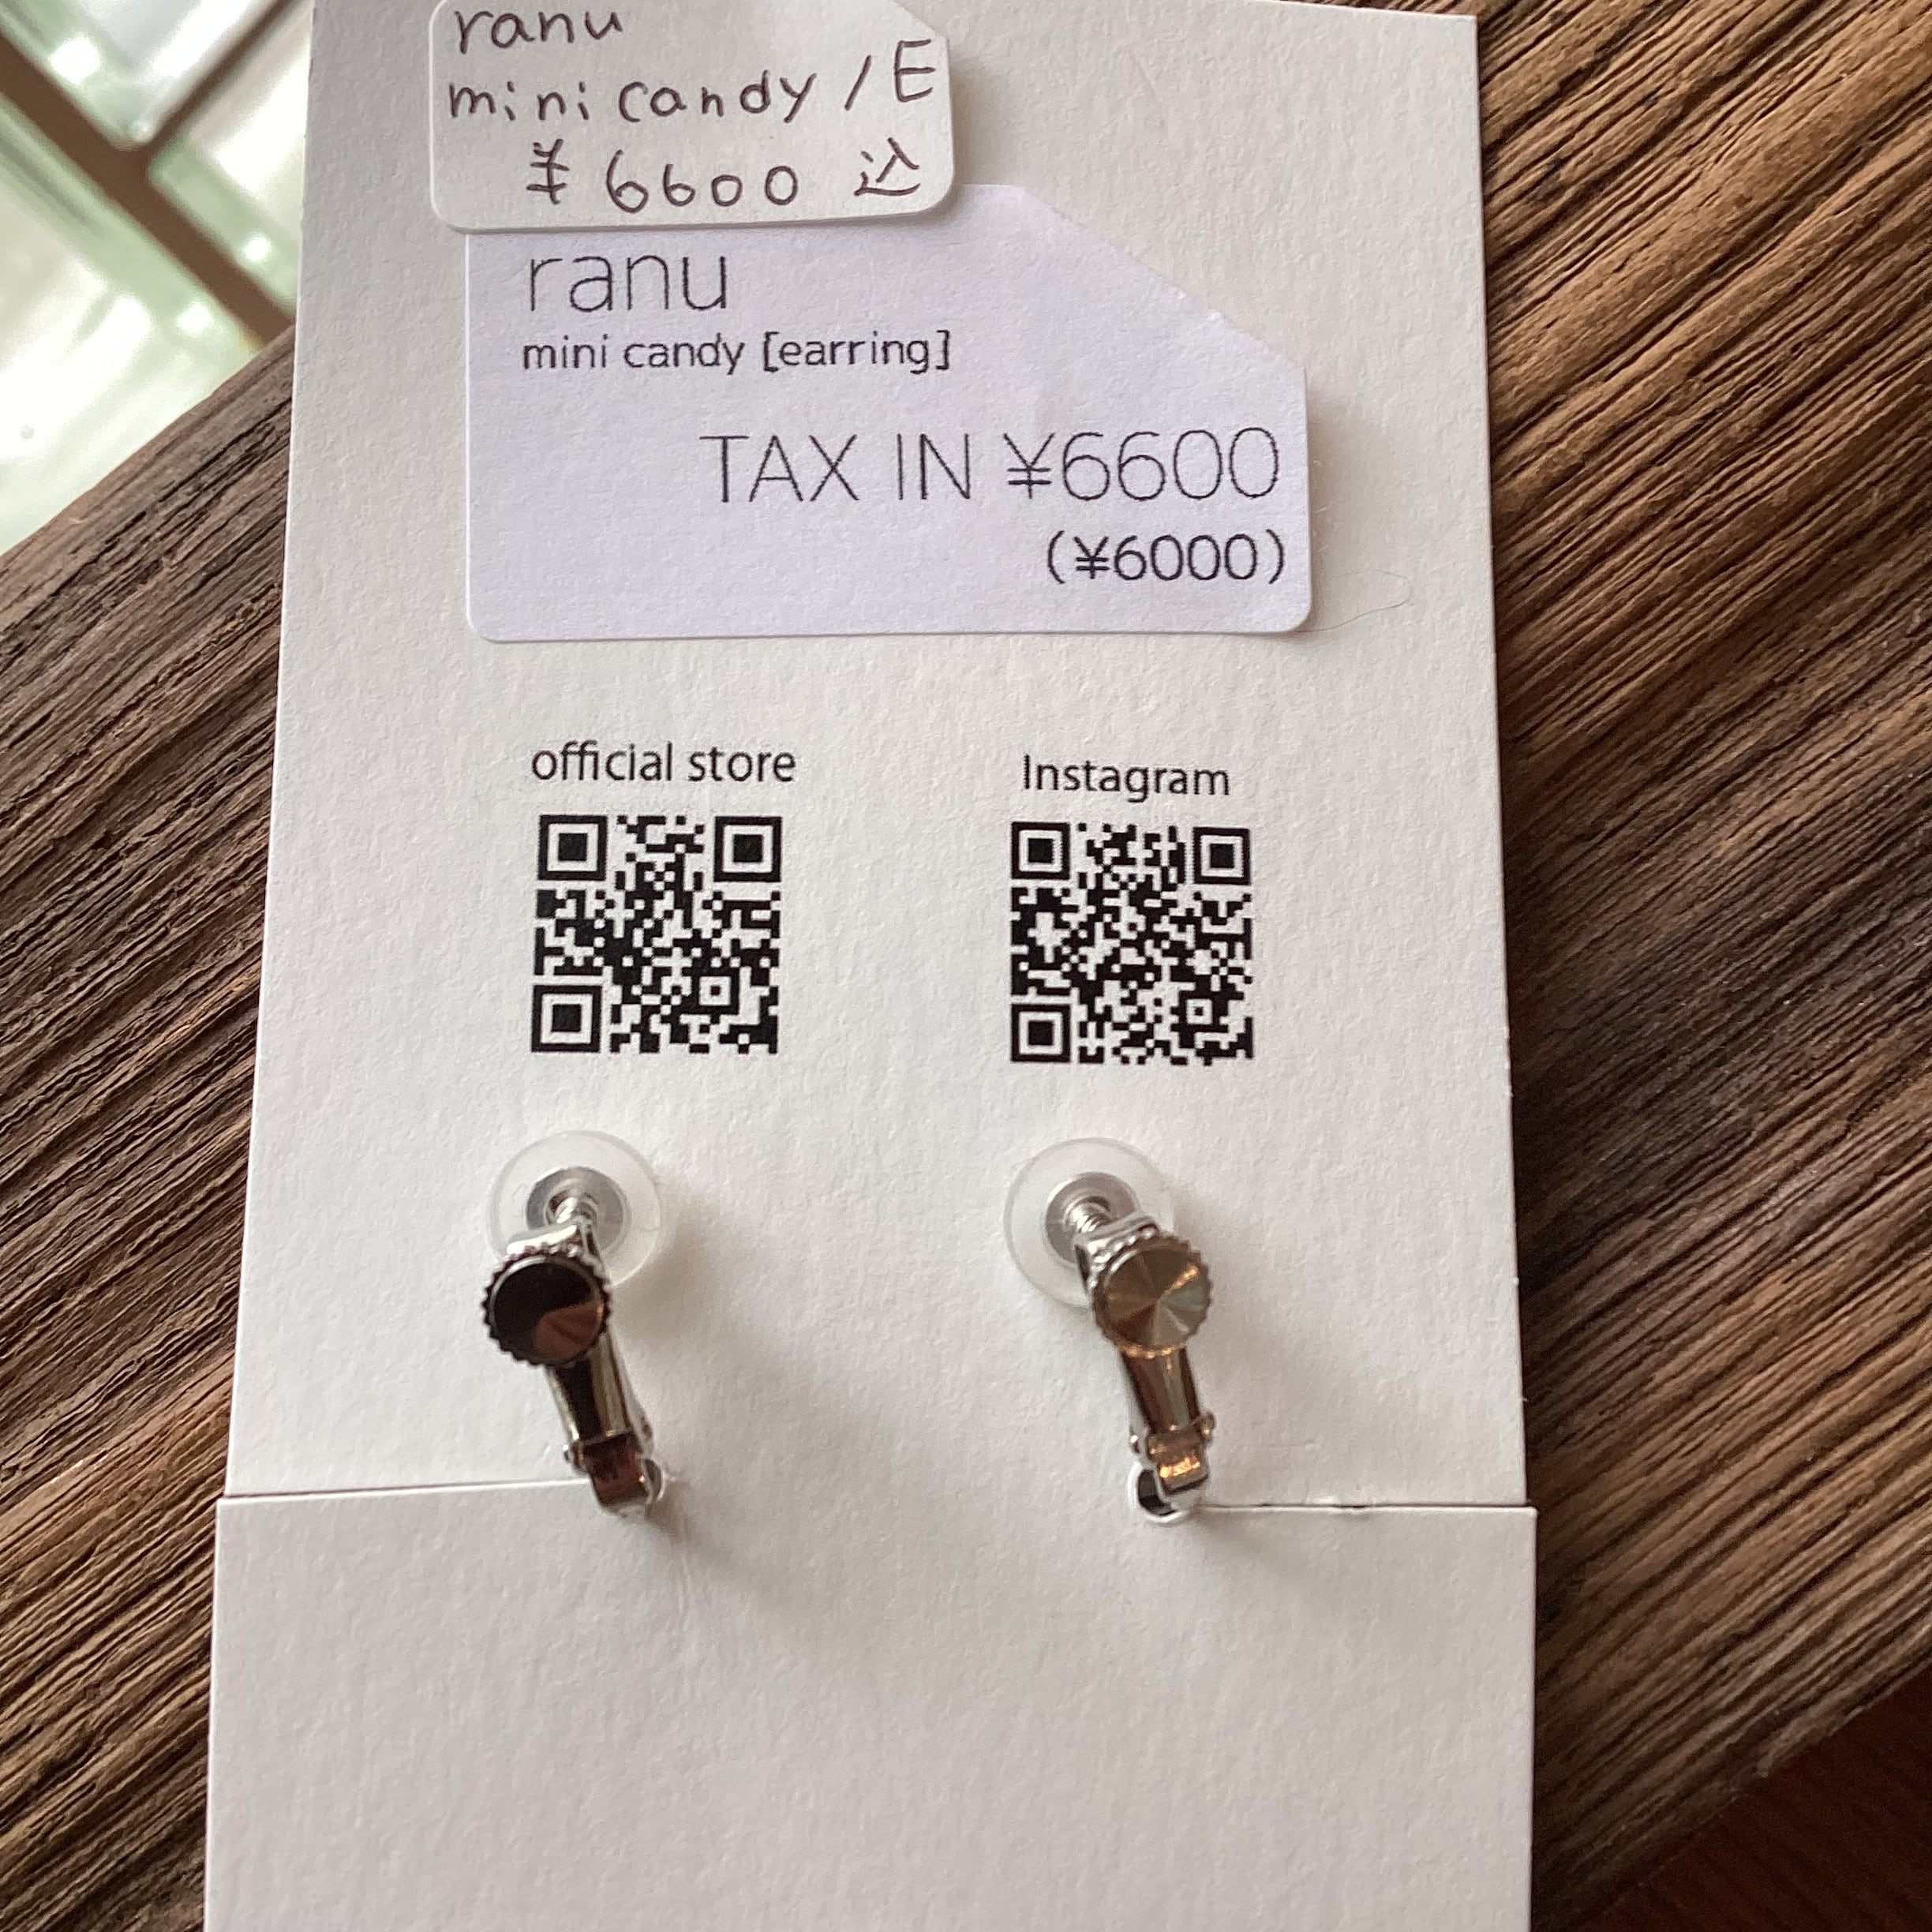 ranu
mini candy / E
¥6600 込
ranu
mini candy [earring]
TAX IN ¥6600
(¥6000)
official store
Instagram